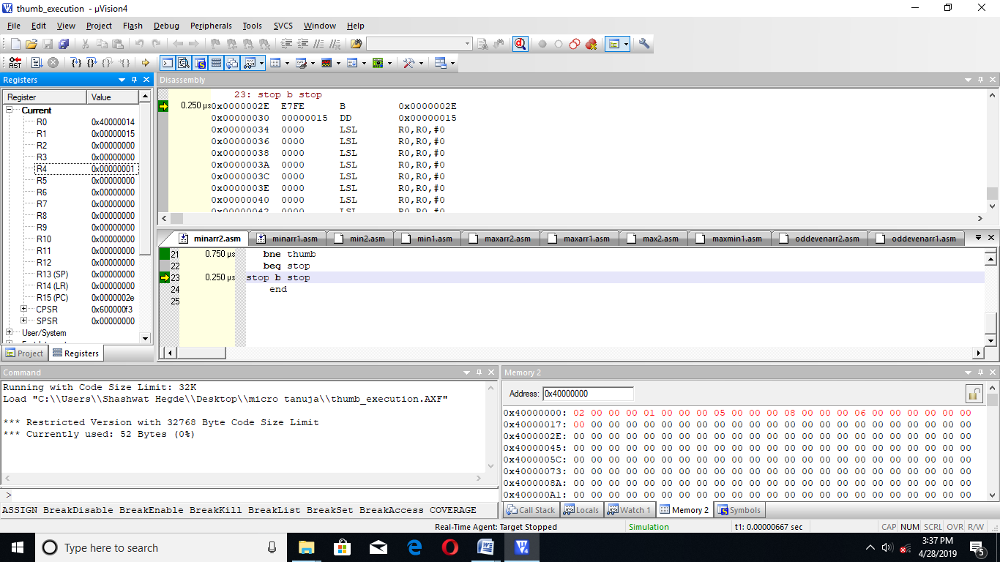 thumb_execution - µVision4
File Edit View Project Flash Debug Peripherals Tools SVCS Window Help
Registers
Register Value
Current
R0 0x40000014
R1 0x00000015
R2 0x00000000
R3 0x00000000
R4 0x00000001
R5 0x00000000
R6 0x00000000
R7 0x00000000
R8 0x00000000
R9 0x00000000
R10 0x00000000
R11 0x00000000
R12 0x00000000
R13 (SP) 0x00000000
R14 (LR) 0x00000000
R15 (PC) 0x0000002e
CPSR 0x600000f3
SPSR 0x00000000
User/System
Project Registers
Disassembly
23: stop b stop
0.250 µs 0x0000002E E7FE B 0x0000002E
0x00000030 00000015 DD 0x00000015
0x00000034 0000 LSL R0,R0,#0
0x00000036 0000 LSL R0,R0,#0
0x00000038 0000 LSL R0,R0,#0
0x0000003A 0000 LSL R0,R0,#0
0x0000003C 0000 LSL R0,R0,#0
0x0000003E 0000 LSL R0,R0,#0
0x00000040 0000 LSL R0,R0,#0
0x00000042 0000 LSL R0,R0,#0
minarr2.asm minarr1.asm min2.asm min1.asm maxarr2.asm maxarr1.asm max2.asm maxmin1.asm oddevenarr2.asm oddevenarr1.asm
21 0.750 µs bne thumb
22 beq stop
23 0.250 µs stop b stop
24 end
25
Command
Running with Code Size Limit: 32K
Load "C:\\Users\\Shashwat Hegde\\Desktop\\micro tanuja\\thumb_execution.AXF"
*** Restricted Version with 32768 Byte Code Size Limit
*** Currently used: 52 Bytes (0%)
>
ASSIGN BreakDisable BreakEnable BreakKill BreakList BreakSet BreakAccess COVERAGE
Memory 2
Address: 0x40000000
0x40000000: 02 00 00 00 01 00 00 00 05 00 00 00 08 00 00 00 06 00 00 00 00 00 00
0x40000017: 00 00 00 00 00 00 00 00 00 00 00 00 00 00 00 00 00 00 00 00 00 00 00
0x4000002E: 00 00 00 00 00 00 00 00 00 00 00 00 00 00 00 00 00 00 00 00 00 00 00
0x40000045: 00 00 00 00 00 00 00 00 00 00 00 00 00 00 00 00 00 00 00 00 00 00 00
0x4000005C: 00 00 00 00 00 00 00 00 00 00 00 00 00 00 00 00 00 00 00 00 00 00 00
0x40000073: 00 00 00 00 00 00 00 00 00 00 00 00 00 00 00 00 00 00 00 00 00 00 00
0x4000008A: 00 00 00 00 00 00 00 00 00 00 00 00 00 00 00 00 00 00 00 00 00 00 00
0x400000A1: 00 00 00 00 00 00 00 00 00 00 00 00 00 00 00 00 00 00 00 00 00 00 00
Call Stack Locals Watch 1 Memory 2 Symbols
Real-Time Agent: Target Stopped Simulation t1: 0.00000667 sec CAP NUM SCRL OVR R/W
Type here to search
3:37 PM
4/28/2019
5